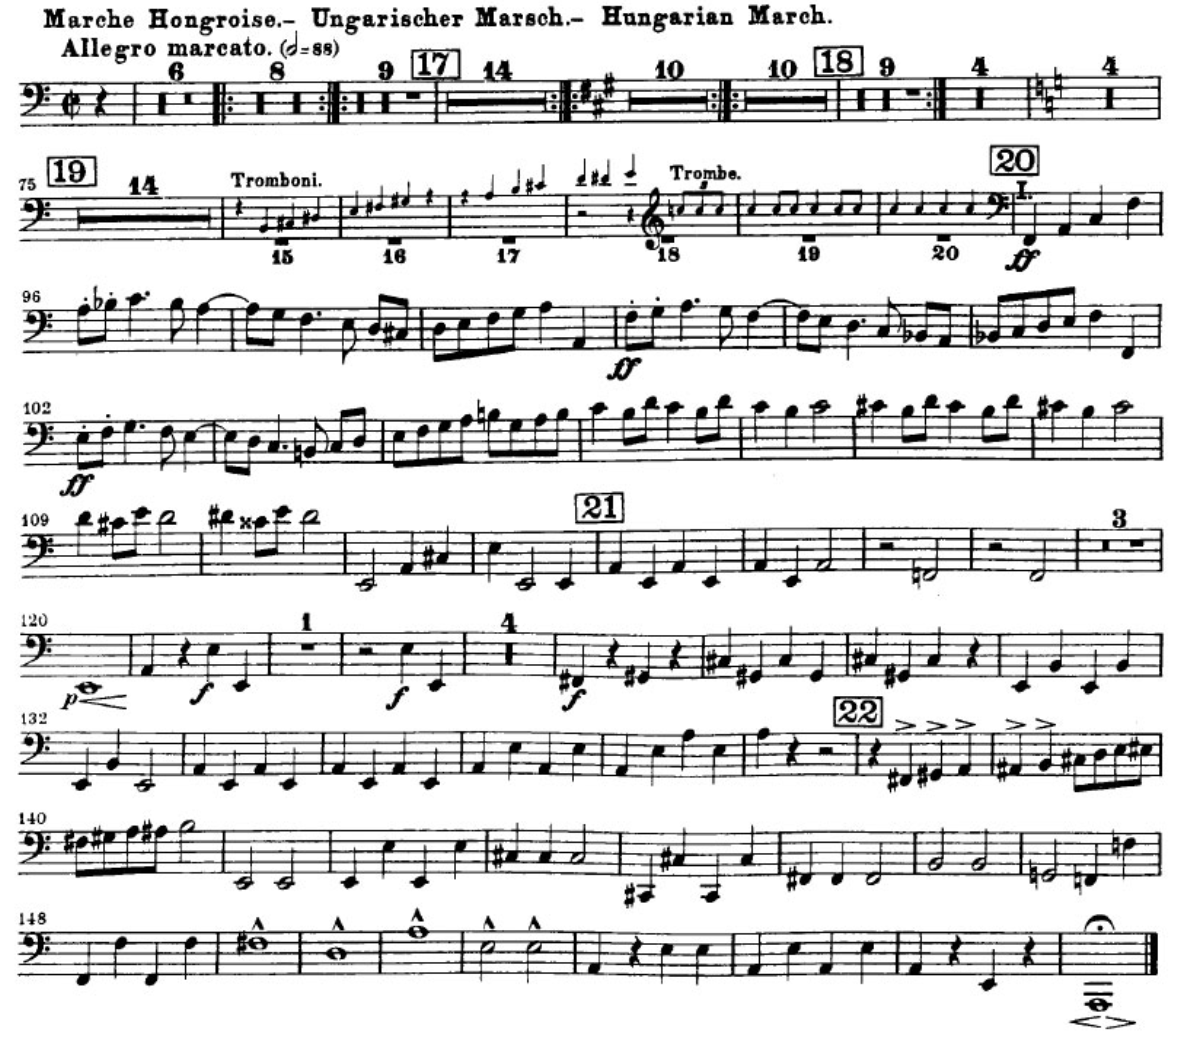 Marche Hongroise.– Ungarischer Marsch.– Hungarian March.
Allegro marcato. (𝅗𝅥=88)
6 8 9 17 14 10 10 18 9 4 4
75 19 14 Tromboni. 15 16 17 Trombe. 3 18 19 20 20 I. ff
96 ff
102 ff
109 21 3
120 p f 1 f 4 f
132 22
140
148